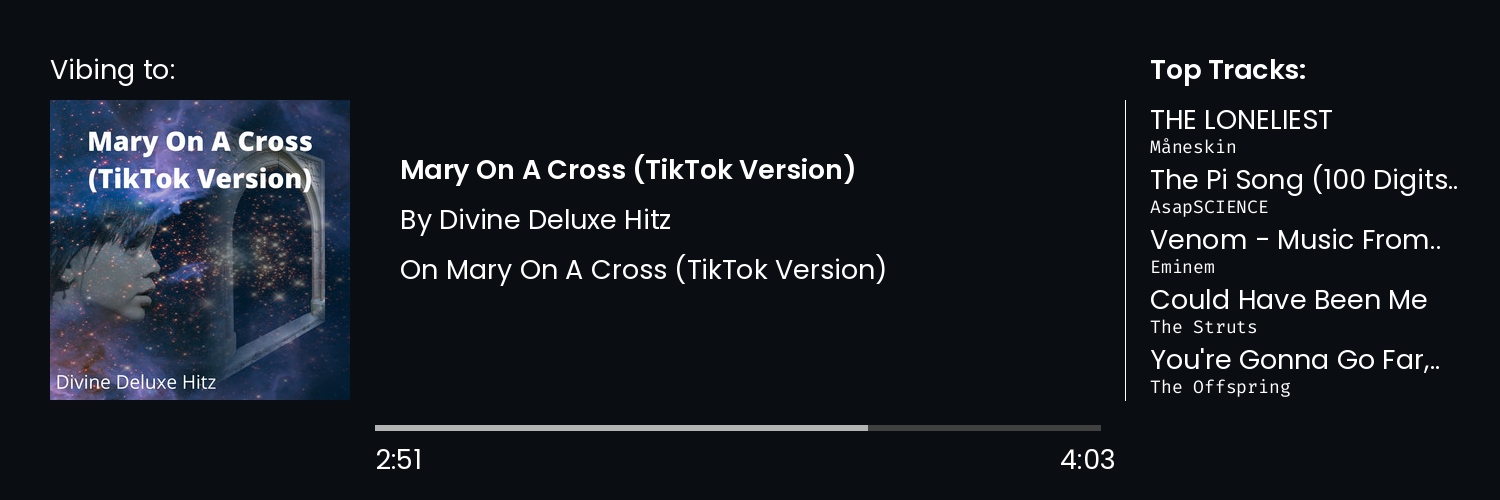 Vibing to:
Mary On A Cross
(TikTok Version)
Divine Deluxe Hitz
Mary On A Cross (TikTok Version)
By Divine Deluxe Hitz
On Mary On A Cross (TikTok Version)
2:51
4:03
Top Tracks:
THE LONELIEST
Måneskin
The Pi Song (100 Digits..
AsapSCIENCE
Venom - Music From..
Eminem
Could Have Been Me
The Struts
You're Gonna Go Far,..
The Offspring